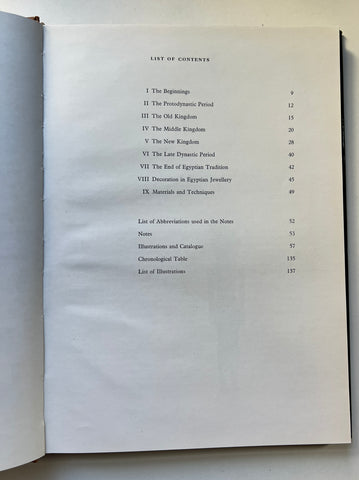 LIST OF CONTENTS
I The Beginnings 9
II The Protodynastic Period 12
III The Old Kingdom 15
IV The Middle Kingdom 20
V The New Kingdom 28
VI The Late Dynastic Period 40
VII The End of Egyptian Tradition 42
VIII Decoration in Egyptian Jewellery 45
IX Materials and Techniques 49
List of Abbreviations used in the Notes 52
Notes 53
Illustrations and Catalogue 57
Chronological Table 135
List of Illustrations 137